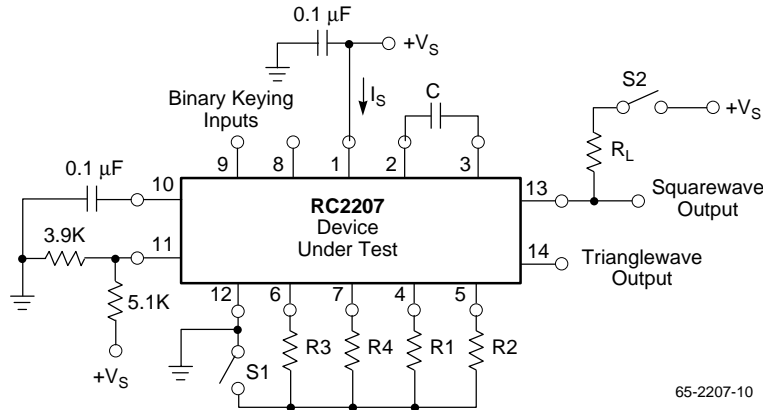 0.1 µF
+VS
IS
S2
Binary Keying
Inputs
C
+VS
RL
9 8 1 2 3
0.1 µF
10
13
Squarewave
Output
RC2207
Device
Under Test
3.9K
11
14
Trianglewave
Output
12 6 7 4 5
5.1K
S1
R3 R4 R1 R2
+VS
65-2207-10